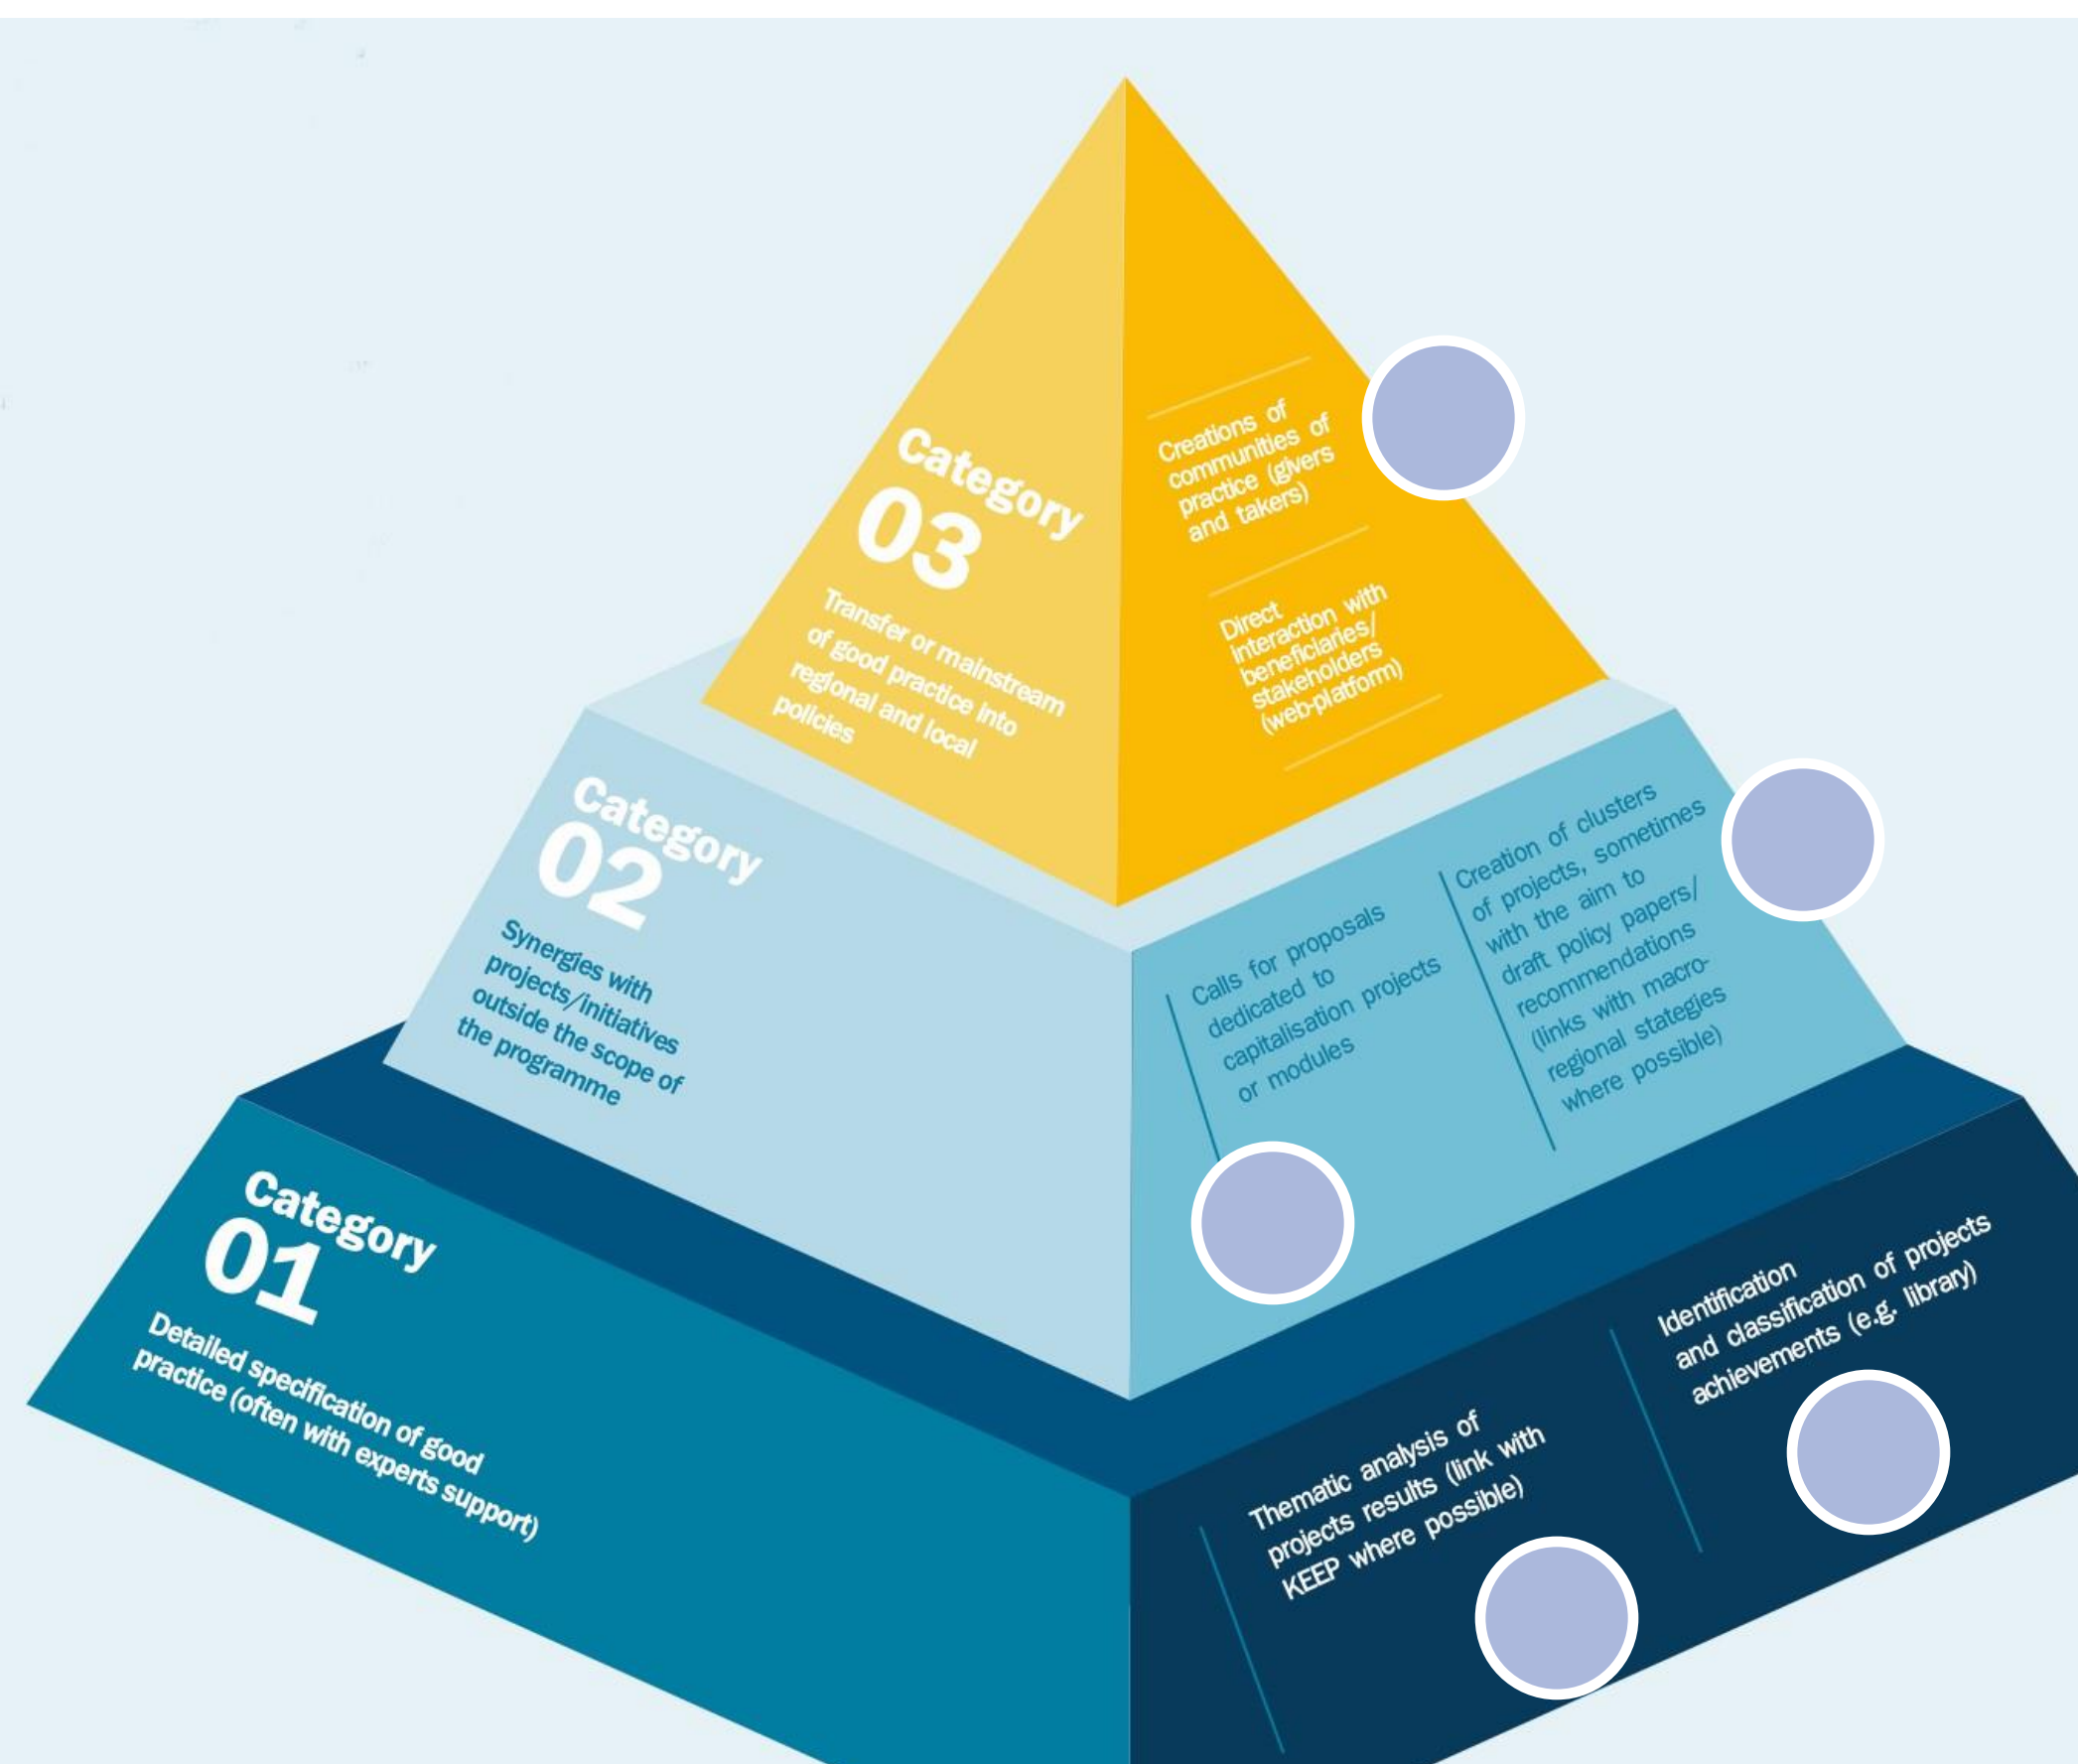 Category
03
Transfer or mainstream
of good practice into
regional and local
policies
Creations of
communities of
practice (givers
and takers)
Direct
interaction with
beneficiaries/
stakeholders
(web-platform)
Category
02
Synergies with
projects/initiatives
outside the scope of
the programme
Calls for proposals
dedicated to
capitalisation projects
or modules
Creation of clusters
of projects, sometimes
with the aim to
draft policy papers/
recommendations
(links with macro-
regional stategies
where possible)
Category
01
Detailed specification of good
practice (often with experts support)
Thematic analysis of
projects results (link with
KEEP where possible)
Identification
and classification of projects
achievements (e.g. library)